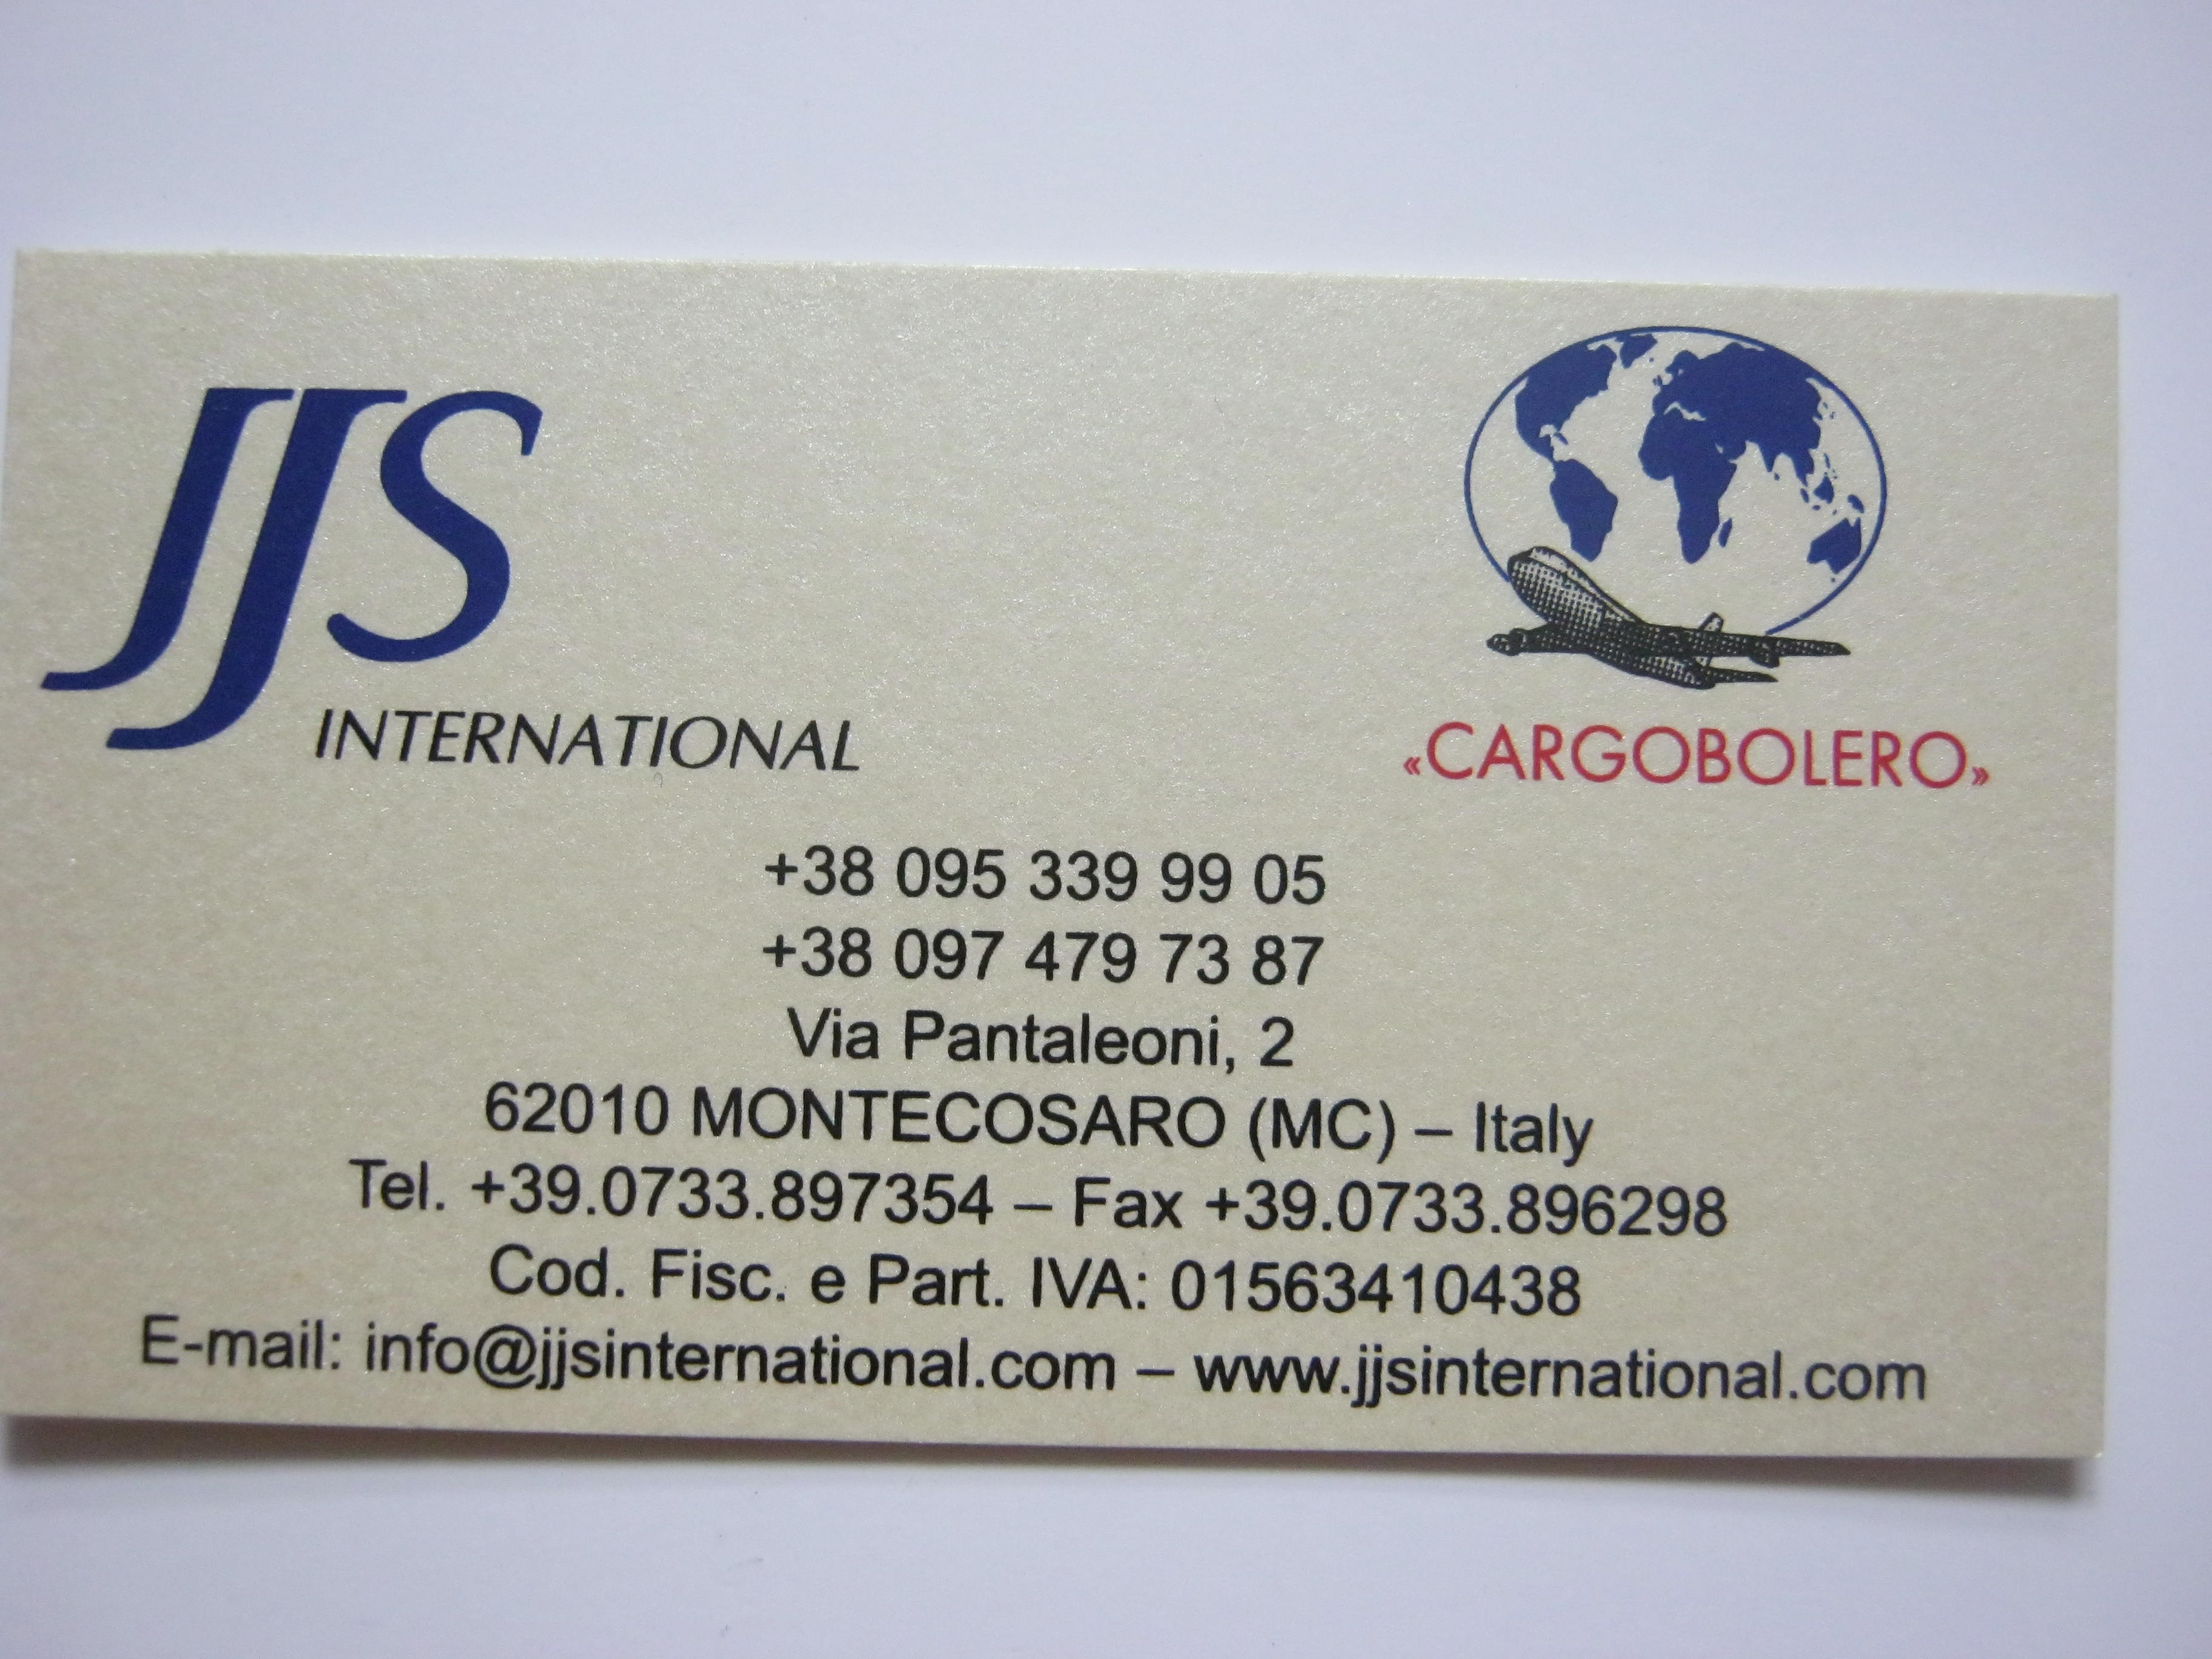 JJS
INTERNATIONAL
«CARGOBOLERO»
+38 095 339 99 05
+38 097 479 73 87
Via Pantaleoni, 2
62010 MONTECOSARO (MC) – Italy
Tel. +39.0733.897354 – Fax +39.0733.896298
Cod. Fisc. e Part. IVA: 01563410438
E-mail: info@jjsinternational.com – www.jjsinternational.com